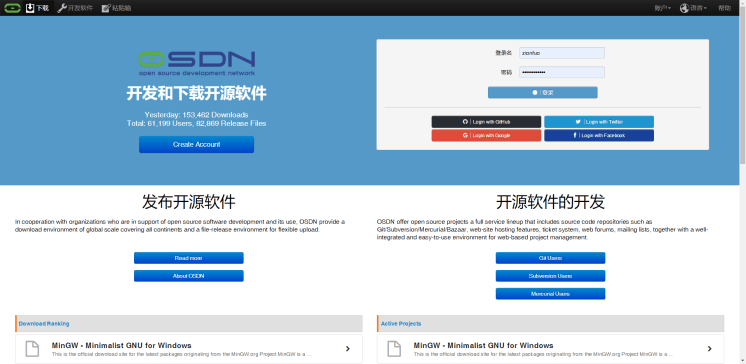 下载
开发软件
粘贴箱
账户
语言
帮助
OSDN
open source development network
开发和下载开源软件
Yesterday: 153,462 Downloads
Total: 61,199 Users, 82,869 Release Files
Create Account
登录名
zionfuo
密码
登录
Login with GitHub
Login with Twitter
Login with Google
Login with Facebook
发布开源软件
In cooperation with organizations who are in support of open source software development and its use, OSDN provide a
download environment of global scale covering all continents and a file-release environment for flexible upload.
Read more
About OSDN
开源软件的开发
OSDN offer open source projects a full service lineup that includes source code repositories such as
Git/Subversion/Mercurial/Bazaar, web-site hosting features, ticket system, web forums, mailing lists, together with a well-
integrated and easy-to-use environment for web-based project management.
Git Users
Subversion Users
Mercurial Users
Download Ranking
MinGW - Minimalist GNU for Windows
This is the official download site for the latest packages originating from the MinGW.org Project MinGW is a ...
Active Projects
MinGW - Minimalist GNU for Windows
This is the official download site for the latest packages originating from the MinGW.org Project MinGW is a ...